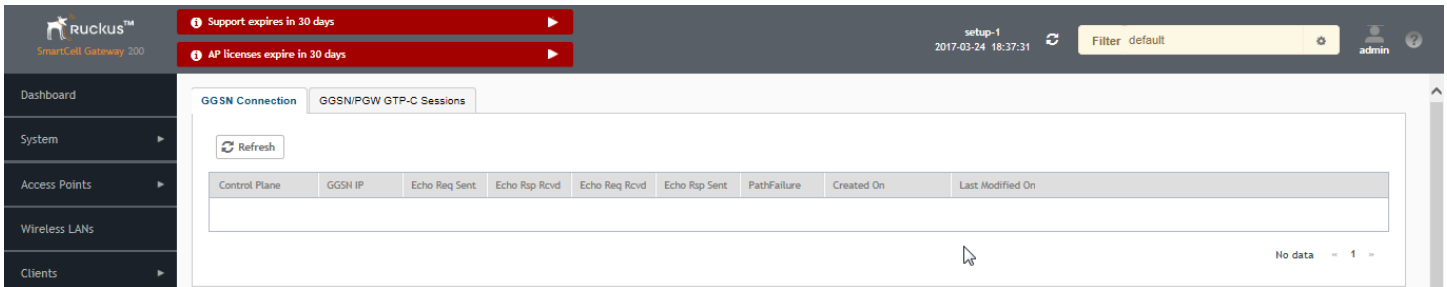 Ruckus™
SmartCell Gateway 200
Support expires in 30 days
AP licenses expire in 30 days
setup-1
2017-03-24 18:37:31
Filter default
admin
Dashboard
System
Access Points
Wireless LANs
Clients
GGSN Connection GGSN/PGW GTP-C Sessions
Refresh
Control Plane GGSN IP Echo Req Sent Echo Rsp Rcvd Echo Req Rcvd Echo Rsp Sent PathFailure Created On Last Modified On
No data « 1 »